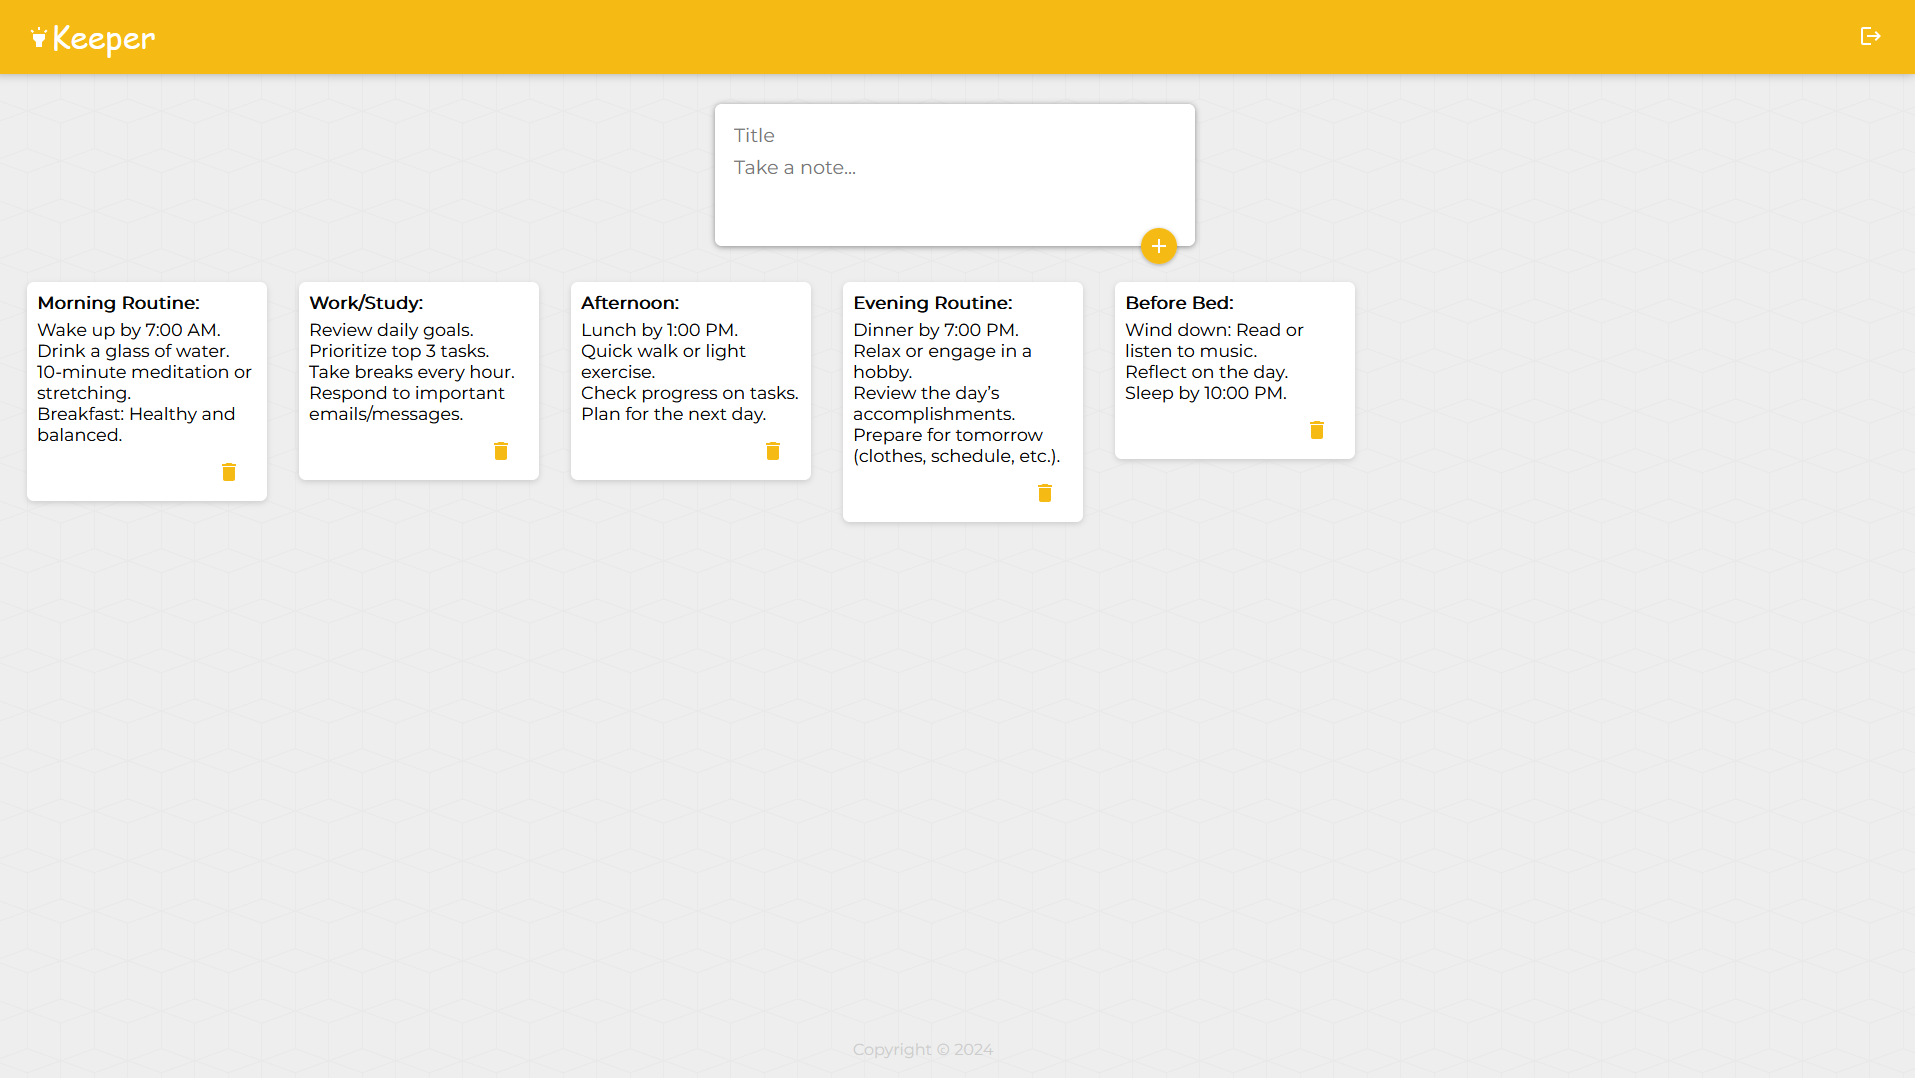 Keeper
Title
Take a note...
Morning Routine:
Wake up by 7:00 AM.
Drink a glass of water.
10-minute meditation or
stretching.
Breakfast: Healthy and
balanced.
Work/Study:
Review daily goals.
Prioritize top 3 tasks.
Take breaks every hour.
Respond to important
emails/messages.
Afternoon:
Lunch by 1:00 PM.
Quick walk or light
exercise.
Check progress on tasks.
Plan for the next day.
Evening Routine:
Dinner by 7:00 PM.
Relax or engage in a
hobby.
Review the day’s
accomplishments.
Prepare for tomorrow
(clothes, schedule, etc.).
Before Bed:
Wind down: Read or
listen to music.
Reflect on the day.
Sleep by 10:00 PM.
Copyright © 2024